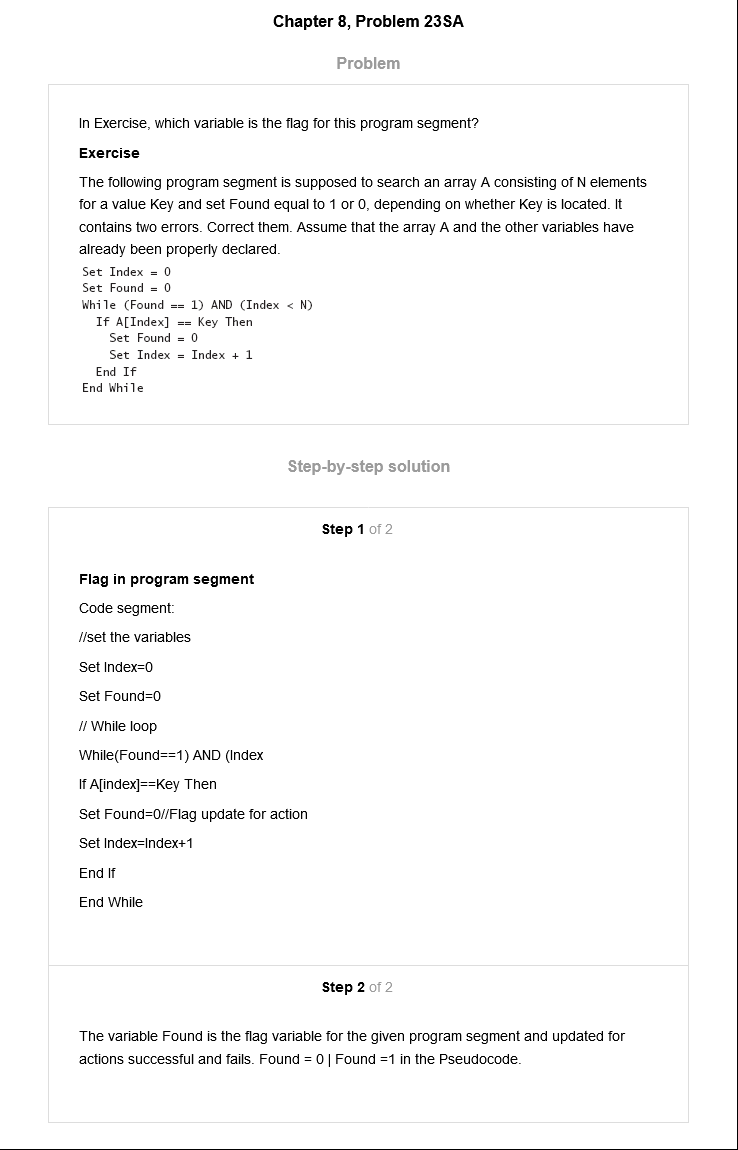 Chapter 8, Problem 23SA
Problem
In Exercise, which variable is the flag for this program segment?
Exercise
The following program segment is supposed to search an array A consisting of N elements
for a value Key and set Found equal to 1 or 0, depending on whether Key is located. It
contains two errors. Correct them. Assume that the array A and the other variables have
already been properly declared.
Set Index = 0
Set Found = 0
While (Found == 1) AND (Index < N)
If A[Index] == Key Then
Set Found = 0
Set Index = Index + 1
End If
End While
Step-by-step solution
Step 1 of 2
Flag in program segment
Code segment:
//set the variables
Set Index=0
Set Found=0
// While loop
While(Found==1) AND (Index
If A[index]==Key Then
Set Found=0//Flag update for action
Set Index=Index+1
End If
End While
Step 2 of 2
The variable Found is the flag variable for the given program segment and updated for
actions successful and fails. Found = 0 | Found =1 in the Pseudocode.